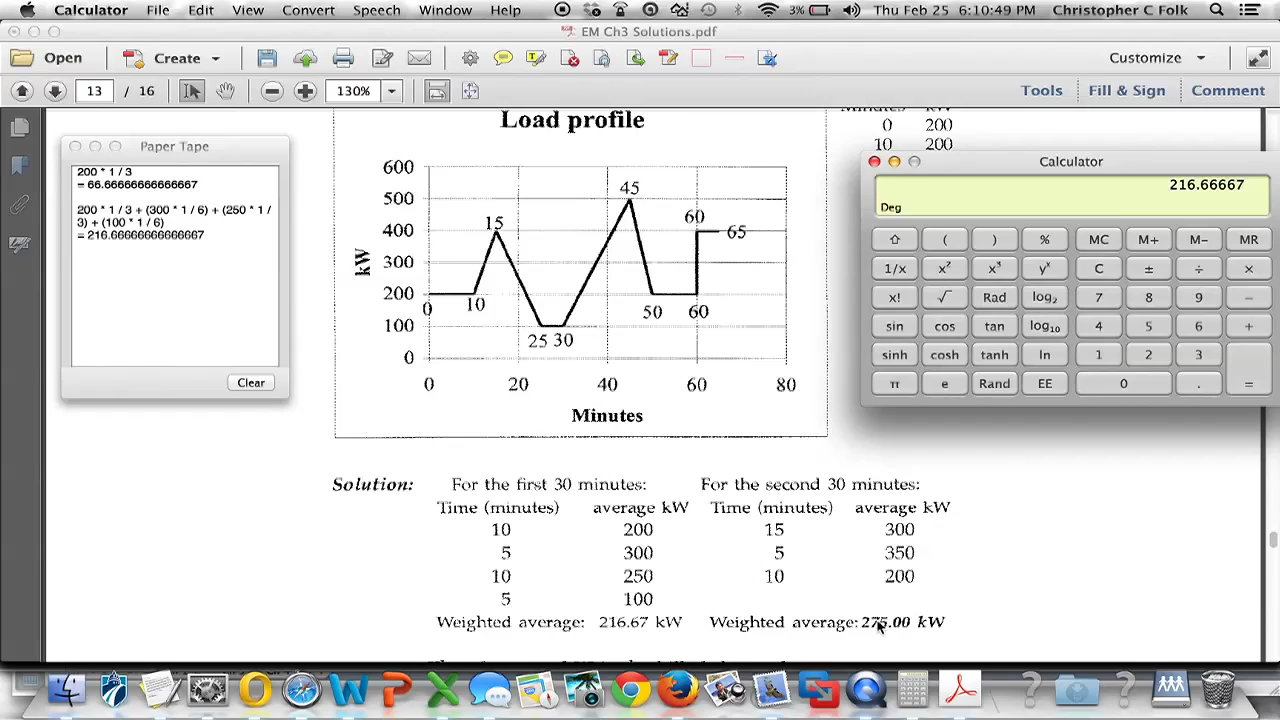 Calculator File Edit View Convert Speech Window Help 3% Thu Feb 25 6:10:49 PM Christopher C Folk
EM Ch3 Solutions.pdf
Open Create Customize
13 / 16 130% Tools Fill & Sign Comment
Load profile
0 200
10 200
Paper Tape
200 * 1 / 3
= 66.66666666666667
200 * 1 / 3 + (300 * 1 / 6) + (250 * 1 /
3) + (100 * 1 / 6)
= 216.66666666666667
Clear
600
500
400
300
200
100
0
kW
0 10 15 25 30 45 50 60 60 65
0 20 40 60 80
Minutes
Calculator
216.66667
Deg
( ) % MC M+ M− MR
1/x x² x³ yˣ C ± ÷ ×
x! √ Rad log₂ 7 8 9 −
sin cos tan log₁₀ 4 5 6 +
sinh cosh tanh ln 1 2 3
π e Rand EE 0 . =
Solution: For the first 30 minutes: For the second 30 minutes:
Time (minutes) average kW Time (minutes) average kW
10 200 15 300
5 300 5 350
10 250 10 200
5 100
Weighted average: 216.67 kW Weighted average: 275.00 kW